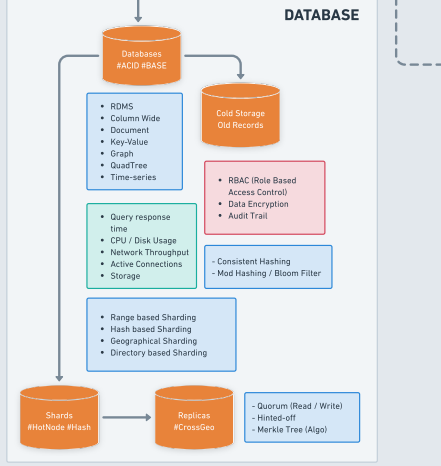 DATABASE
Databases
#ACID #BASE
Cold Storage
Old Records
• RDMS
• Column Wide
• Document
• Key-Value
• Graph
• QuadTree
• Time-series
• RBAC (Role Based
Access Control)
• Data Encryption
• Audit Trail
• Query response
time
• CPU / Disk Usage
• Network Throughput
• Active Connections
• Storage
- Consistent Hashing
- Mod Hashing / Bloom Filter
• Range based Sharding
• Hash based Sharding
• Geographical Sharding
• Directory based Sharding
Shards
#HotNode #Hash
Replicas
#CrossGeo
- Quorum (Read / Write)
- Hinted-off
- Merkle Tree (Algo)